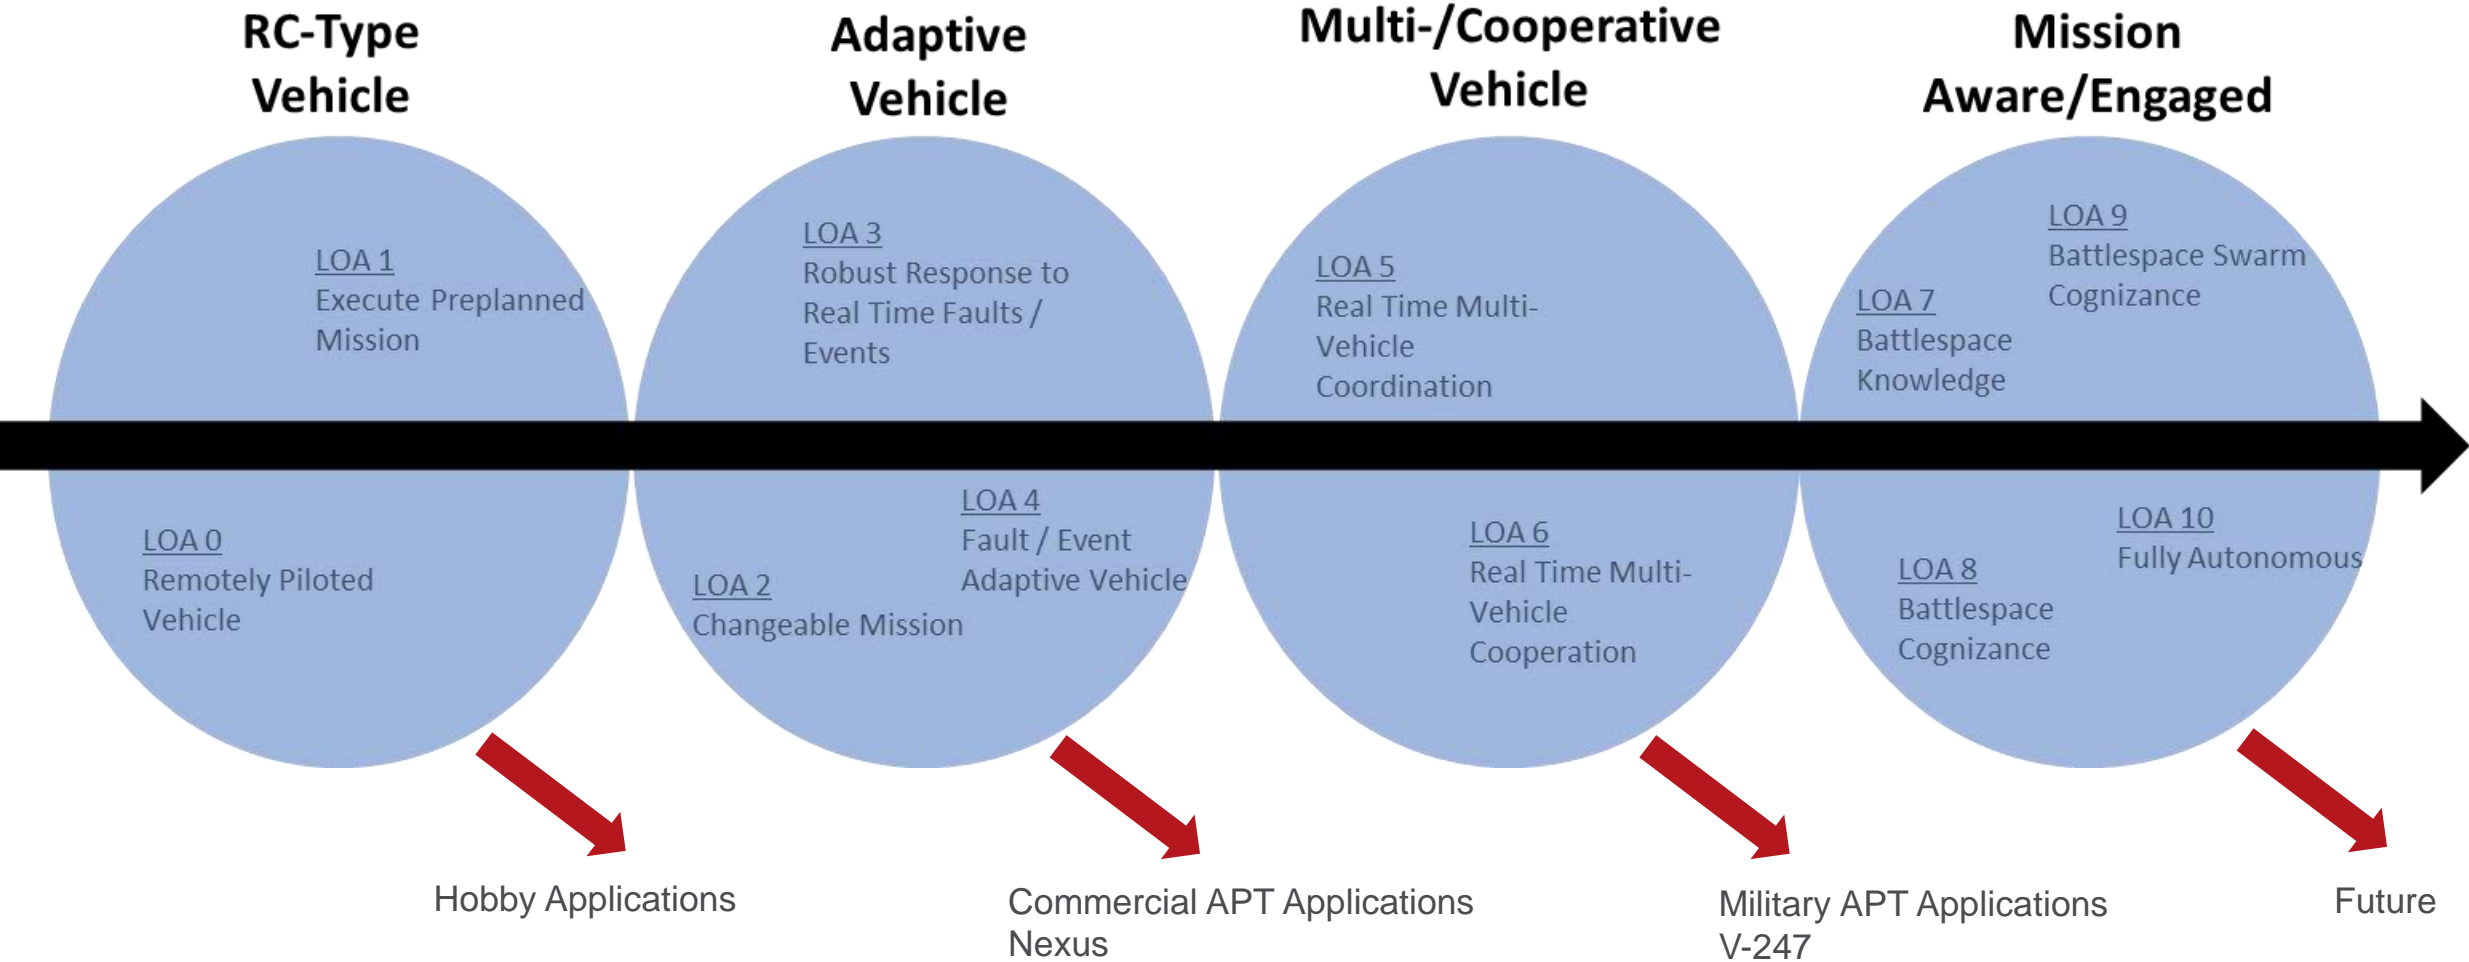 RC-Type
Vehicle
Adaptive
Vehicle
Multi-/Cooperative
Vehicle
Mission
Aware/Engaged
LOA 1
Execute Preplanned
Mission
LOA 0
Remotely Piloted
Vehicle
LOA 3
Robust Response to
Real Time Faults /
Events
LOA 4
Fault / Event
Adaptive Vehicle
LOA 2
Changeable Mission
LOA 5
Real Time Multi-
Vehicle
Coordination
LOA 6
Real Time Multi-
Vehicle
Cooperation
LOA 9
Battlespace Swarm
Cognizance
LOA 7
Battlespace
Knowledge
LOA 10
Fully Autonomous
LOA 8
Battlespace
Cognizance
Hobby Applications
Commercial APT Applications
Nexus
Military APT Applications
V-247
Future